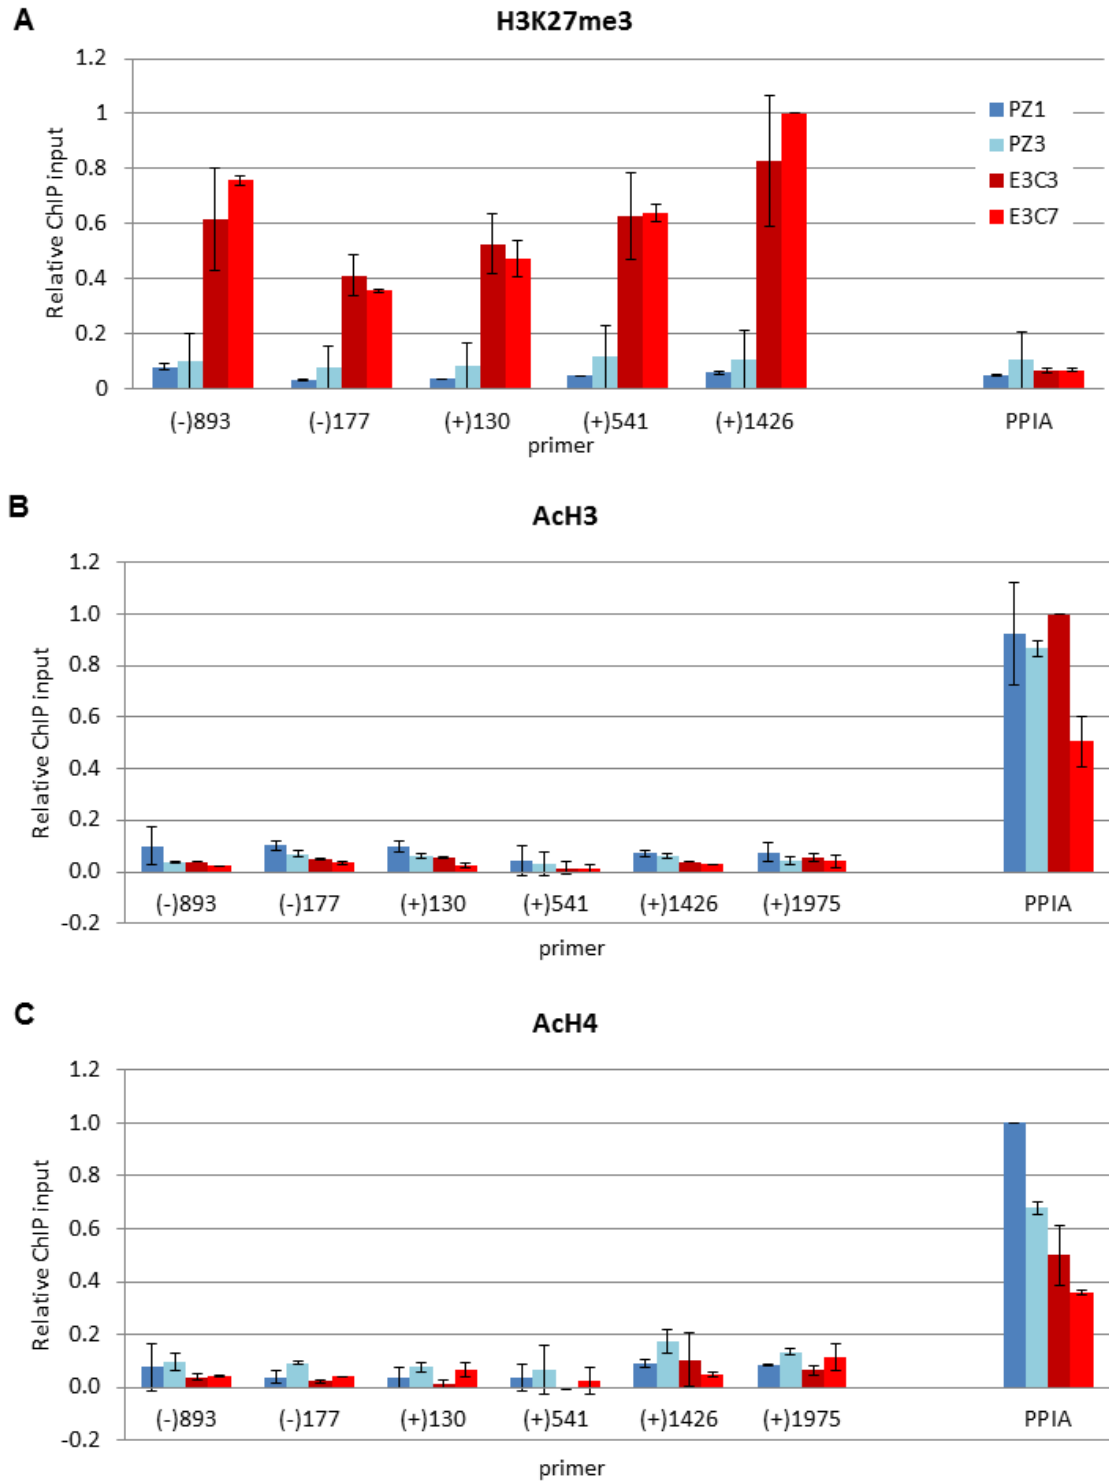 A
H3K27me3
Relative ChIP input
1.2
1
0.8
0.6
0.4
0.2
0
PZ1
PZ3
E3C3
E3C7
(-)893 (-)177 (+)130 (+)541 (+)1426 PPIA
primer
B
AcH3
Relative ChIP input
1.2
1.0
0.8
0.6
0.4
0.2
0.0
-0.2
(-)893 (-)177 (+)130 (+)541 (+)1426 (+)1975 PPIA
primer
C
AcH4
Relative ChIP input
1.2
1.0
0.8
0.6
0.4
0.2
0.0
-0.2
(-)893 (-)177 (+)130 (+)541 (+)1426 (+)1975 PPIA
primer